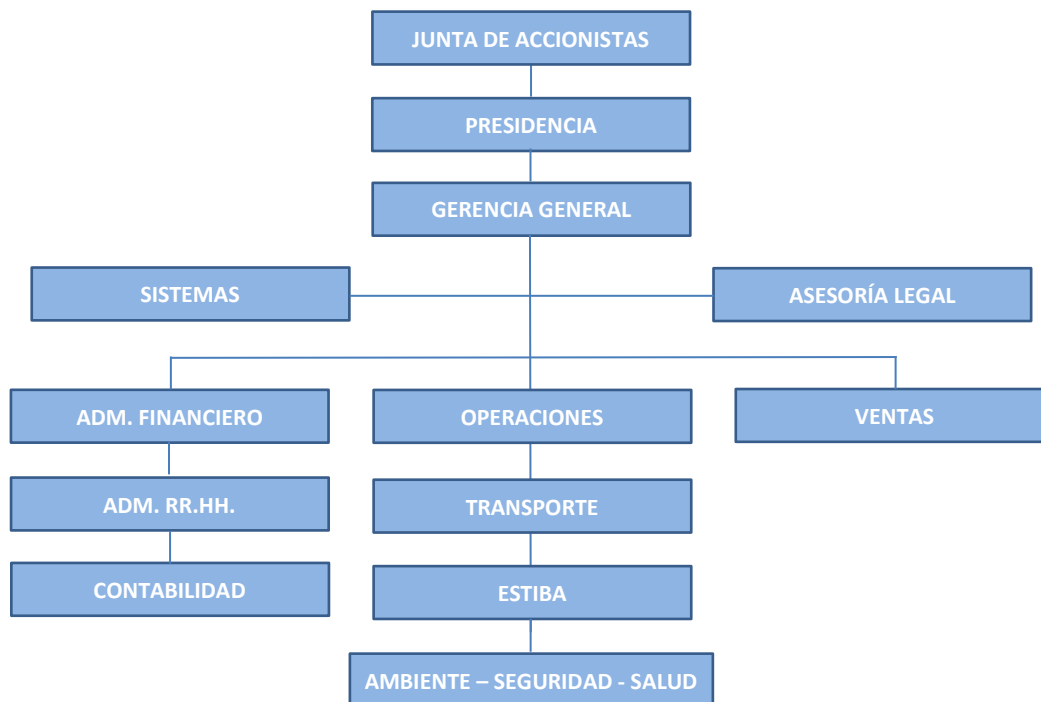 JUNTA DE ACCIONISTAS
PRESIDENCIA
GERENCIA GENERAL
SISTEMAS
ASESORÍA LEGAL
ADM. FINANCIERO
OPERACIONES
VENTAS
ADM. RR.HH.
TRANSPORTE
CONTABILIDAD
ESTIBA
AMBIENTE – SEGURIDAD - SALUD